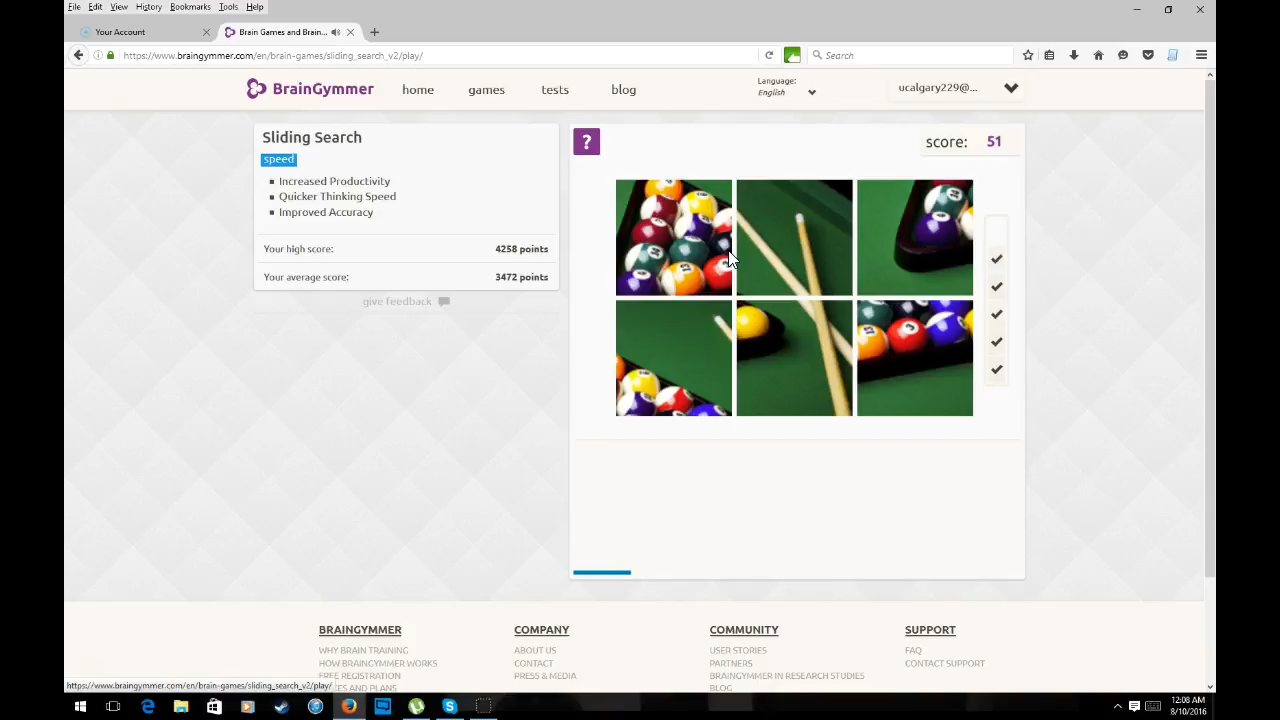 File Edit View History Bookmarks Tools Help
Your Account
Brain Games and Brain...
https://www.braingymmer.com/en/brain-games/sliding_search_v2/play/
Search
BrainGymmer home games tests blog
Language:
English
ucalgary229@...
Sliding Search
speed
Increased Productivity
Quicker Thinking Speed
Improved Accuracy
Your high score: 4258 points
Your average score: 3472 points
give feedback
?
score: 51
BRAINGYMMER COMPANY COMMUNITY SUPPORT
WHY BRAIN TRAINING ABOUT US USER STORIES FAQ
HOW BRAINGYMMER WORKS CONTACT PARTNERS CONTACT SUPPORT
FREE REGISTRATION PRESS & MEDIA BRAINGYMMER IN RESEARCH STUDIES
AND PLANS BLOG
https://www.braingymmer.com/en/brain-games/sliding_search_v2/play/
12:08 AM
8/10/2016